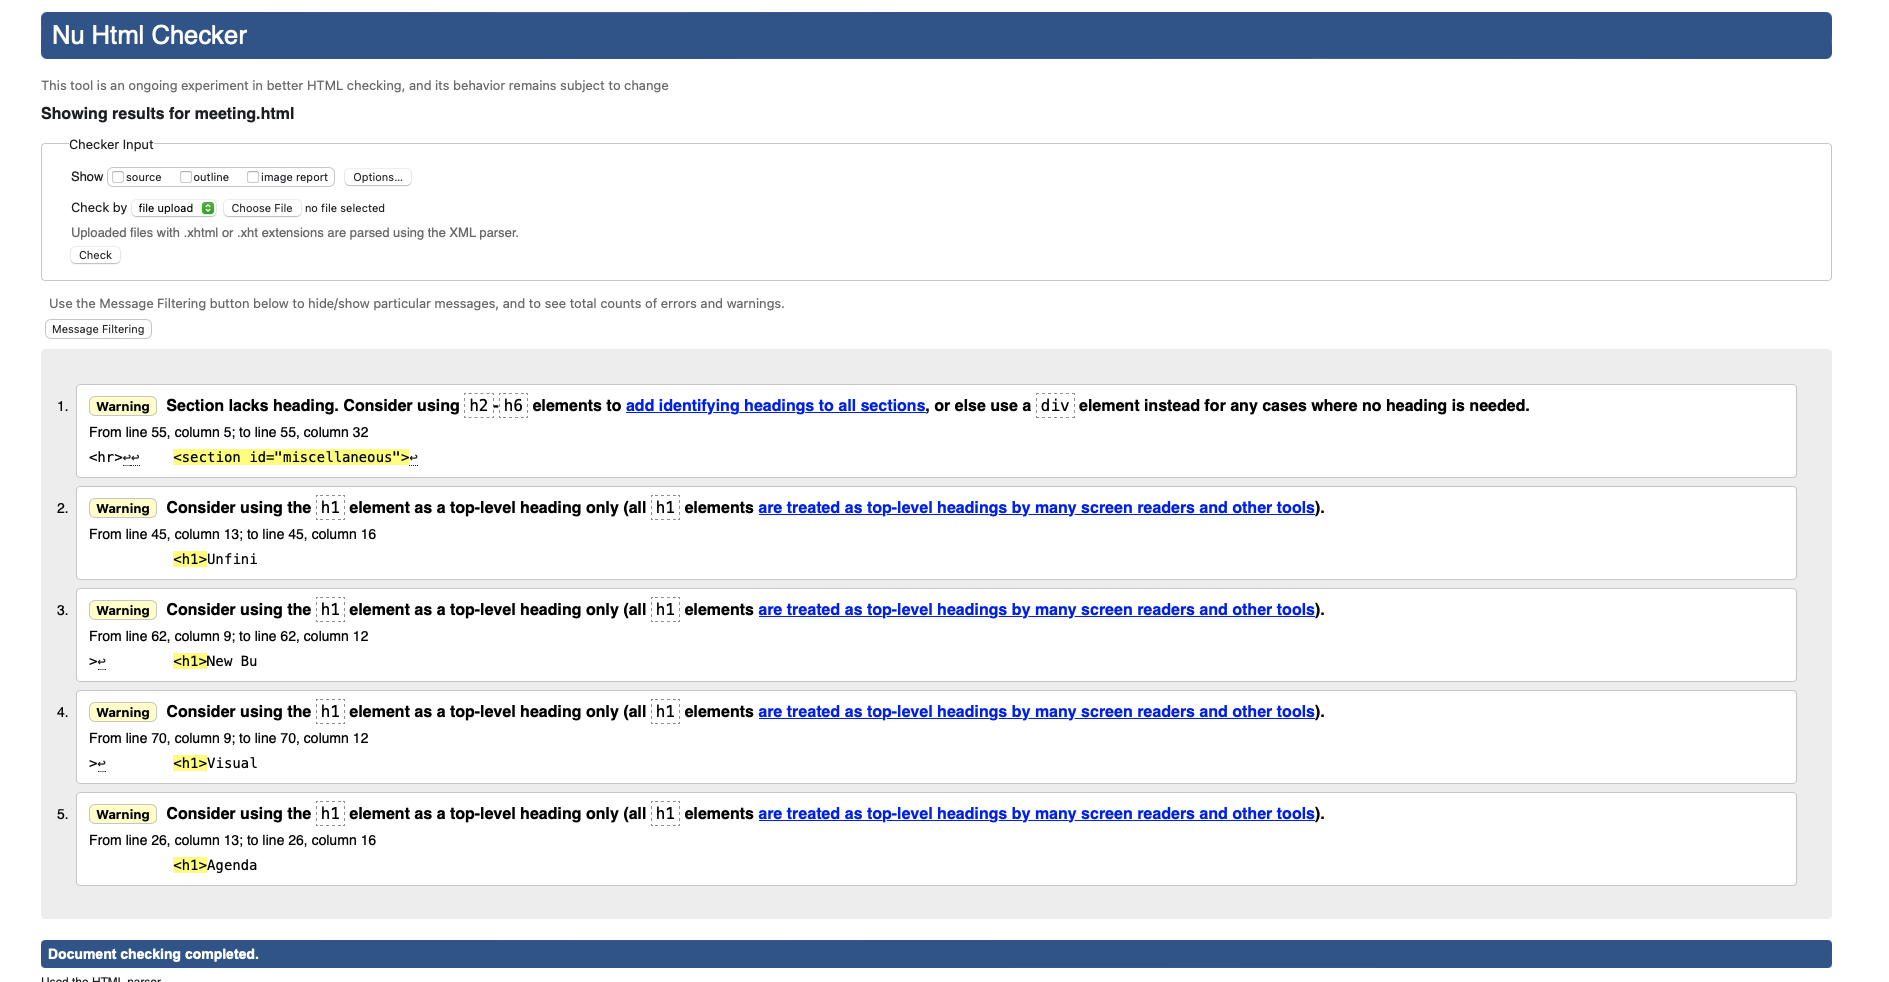 Nu Html Checker
This tool is an ongoing experiment in better HTML checking, and its behavior remains subject to change
Showing results for meeting.html
Checker Input
Show source outline image report Options...
Check by file upload Choose File no file selected
Uploaded files with .xhtml or .xht extensions are parsed using the XML parser.
Check
Use the Message Filtering button below to hide/show particular messages, and to see total counts of errors and warnings.
Message Filtering
1. Warning Section lacks heading. Consider using h2-h6 elements to add identifying headings to all sections, or else use a div element instead for any cases where no heading is needed.
From line 55, column 5; to line 55, column 32
<hr>↩↩    <section id="miscellaneous">↩
2. Warning Consider using the h1 element as a top-level heading only (all h1 elements are treated as top-level headings by many screen readers and other tools).
From line 45, column 13; to line 45, column 16
<h1>Unfini
3. Warning Consider using the h1 element as a top-level heading only (all h1 elements are treated as top-level headings by many screen readers and other tools).
From line 62, column 9; to line 62, column 12
>↩        <h1>New Bu
4. Warning Consider using the h1 element as a top-level heading only (all h1 elements are treated as top-level headings by many screen readers and other tools).
From line 70, column 9; to line 70, column 12
>↩        <h1>Visual
5. Warning Consider using the h1 element as a top-level heading only (all h1 elements are treated as top-level headings by many screen readers and other tools).
From line 26, column 13; to line 26, column 16
<h1>Agenda
Document checking completed.
Used the HTML parser.